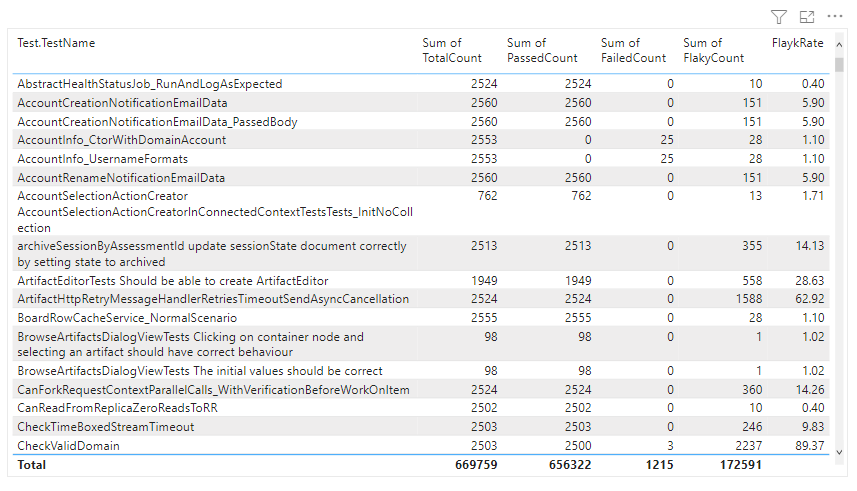 Test.TestName Sum of TotalCount Sum of PassedCount Sum of FailedCount Sum of FlakyCount FlaykRate
AbstractHealthStatusJob_RunAndLogAsExpected 2524 2524 0 10 0.40
AccountCreationNotificationEmailData 2560 2560 0 151 5.90
AccountCreationNotificationEmailData_PassedBody 2560 2560 0 151 5.90
AccountInfo_CtorWithDomainAccount 2553 0 25 28 1.10
AccountInfo_UsernameFormats 2553 0 25 28 1.10
AccountRenameNotificationEmailData 2560 2560 0 151 5.90
AccountSelectionActionCreator 762 762 0 13 1.71
AccountSelectionActionCreatorInConnectedContextTestsTests_InitNoColl
ection
archiveSessionByAssessmentId update sessionState document correctly 2513 2513 0 355 14.13
by setting state to archived
ArtifactEditorTests Should be able to create ArtifactEditor 1949 1949 0 558 28.63
ArtifactHttpRetryMessageHandlerRetriesTimeoutSendAsyncCancellation 2524 2524 0 1588 62.92
BoardRowCacheService_NormalScenario 2555 2555 0 28 1.10
BrowseArtifactsDialogViewTests Clicking on container node and 98 98 0 1 1.02
selecting an artifact should have correct behaviour
BrowseArtifactsDialogViewTests The initial values should be correct 98 98 0 1 1.02
CanForkRequestContextParallelCalls_WithVerificationBeforeWorkOnItem 2524 2524 0 360 14.26
CanReadFromReplicaZeroReadsToRR 2502 2502 0 10 0.40
CheckTimeBoxedStreamTimeout 2503 2503 0 246 9.83
CheckValidDomain 2503 2500 3 2237 89.37
Total 669759 656322 1215 172591